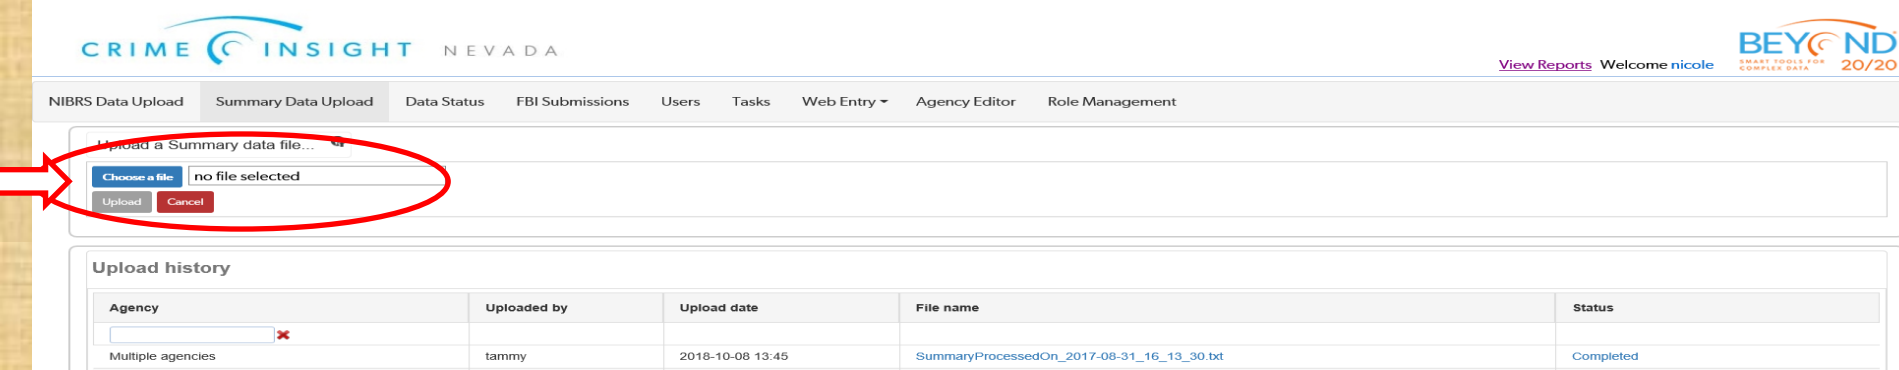 CRIME INSIGHT NEVADA
BEYOND
SMART TOOLS FOR
COMPLEX DATA
20/20
View Reports Welcome nicole
NIBRS Data Upload Summary Data Upload Data Status FBI Submissions Users Tasks Web Entry Agency Editor Role Management
Upload a Summary data file...
Choose a file no file selected
Upload Cancel
Upload history
Agency Uploaded by Upload date File name Status
Multiple agencies tammy 2018-10-08 13:45 SummaryProcessedOn_2017-08-31_16_13_30.txt Completed